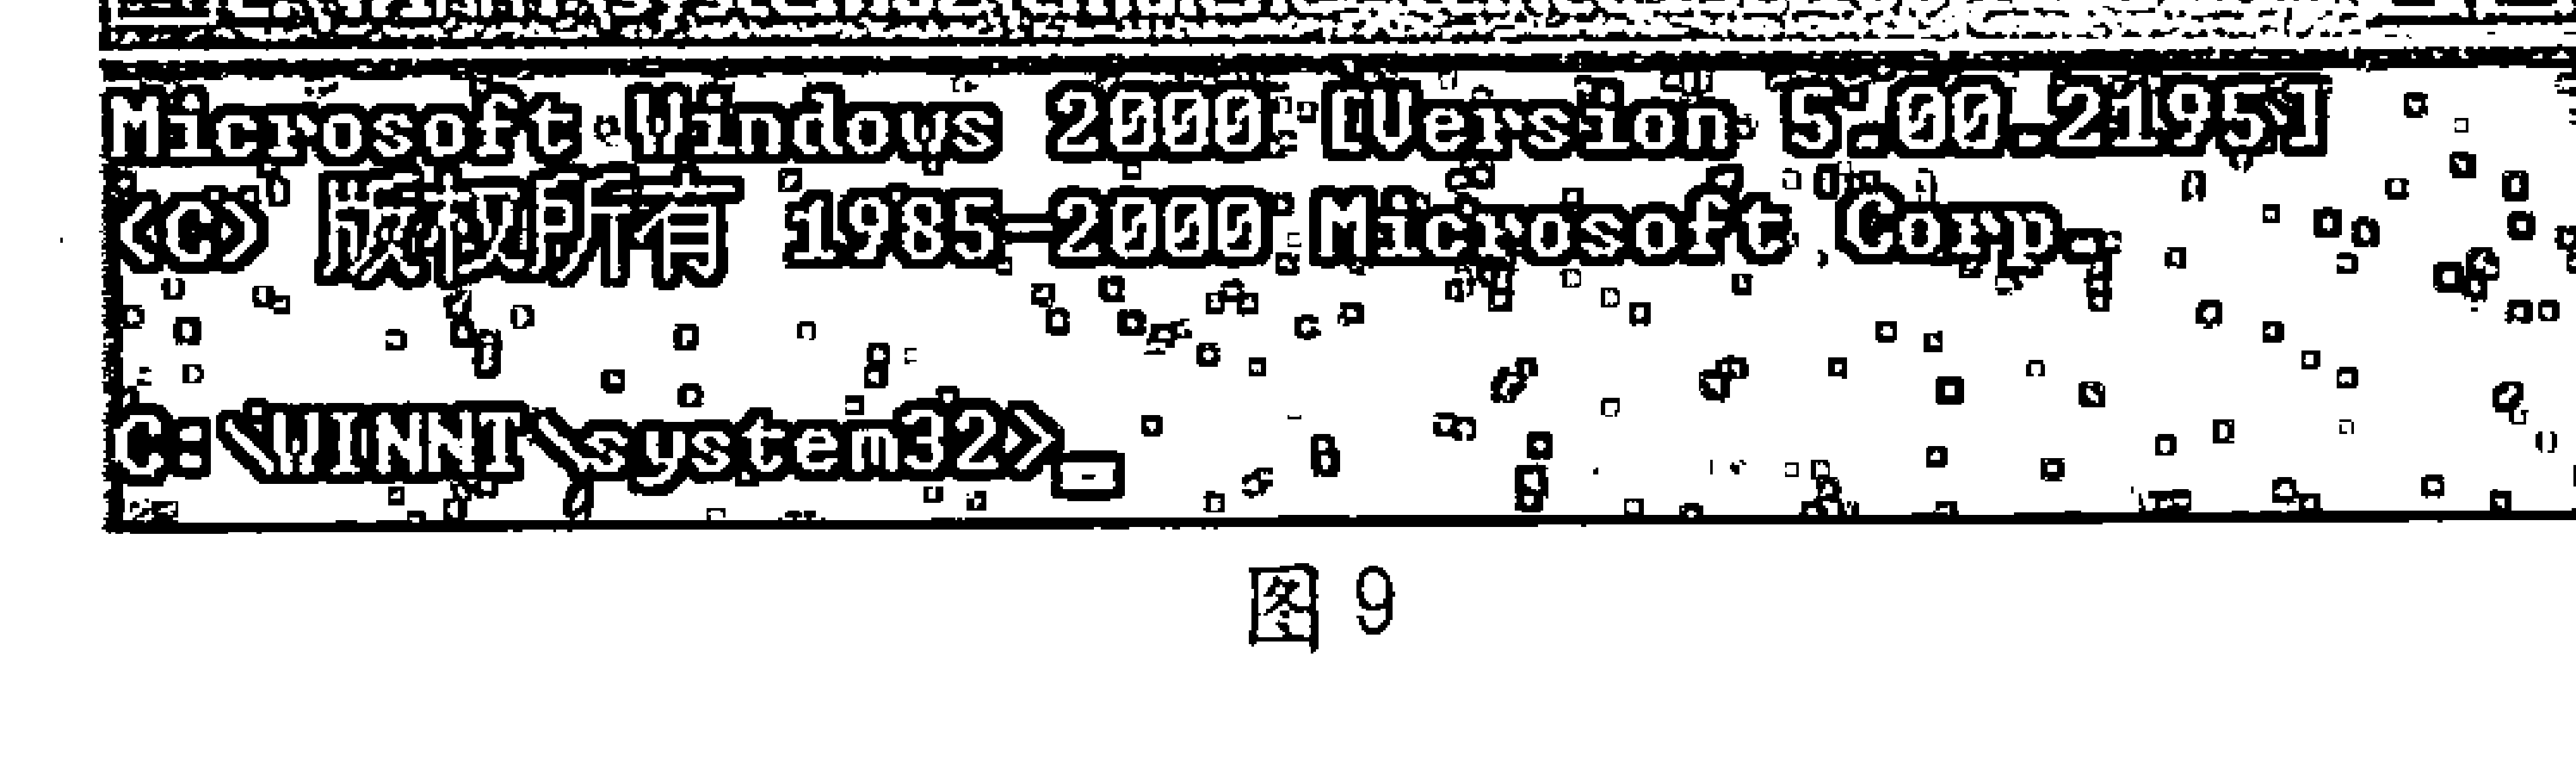 Microsoft Windows 2000 [Version 5.00.2195]
<C> 版权所有 1985-2000 Microsoft Corp.
C:\WINNT\system32>_
图 9